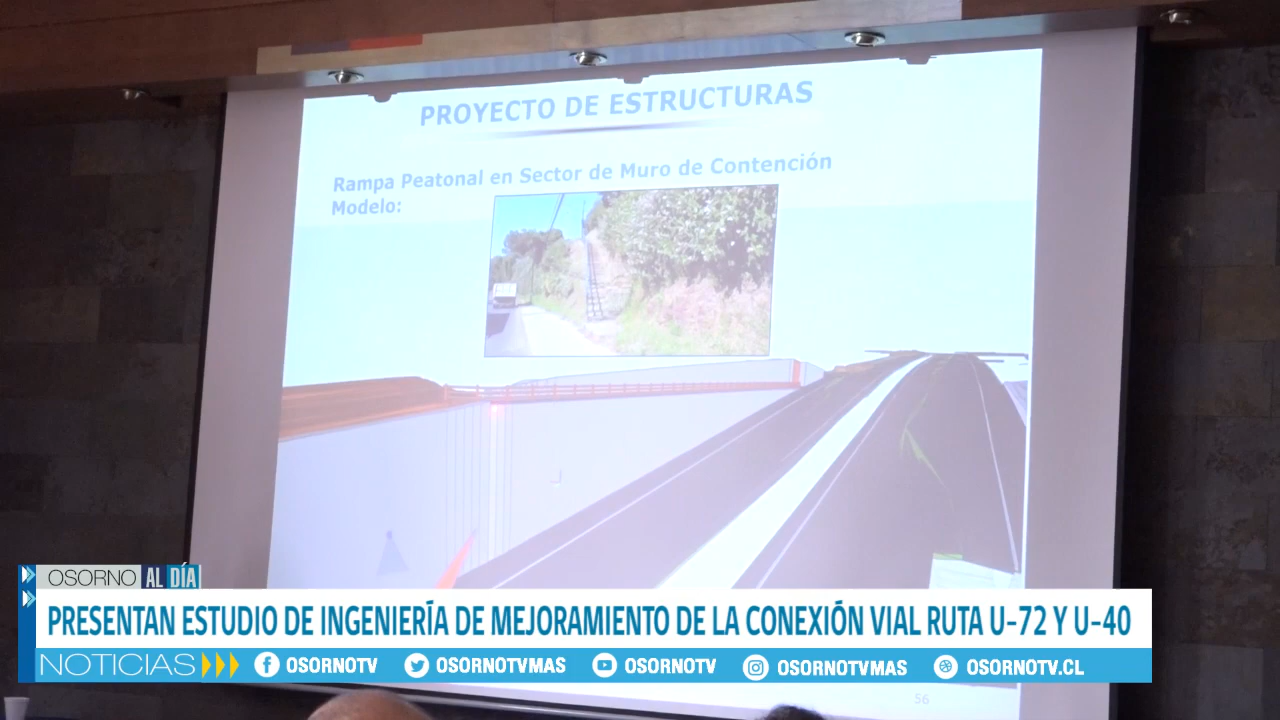 PROYECTO DE ESTRUCTURAS
Rampa Peatonal en Sector de Muro de Contención
Modelo:
OSORNO AL DÍA
PRESENTAN ESTUDIO DE INGENIERÍA DE MEJORAMIENTO DE LA CONEXIÓN VIAL RUTA U-72 Y U-40
NOTICIAS OSORNOTV OSORNOTVMAS OSORNOTV OSORNOTVMAS OSORNOTV.CL
56